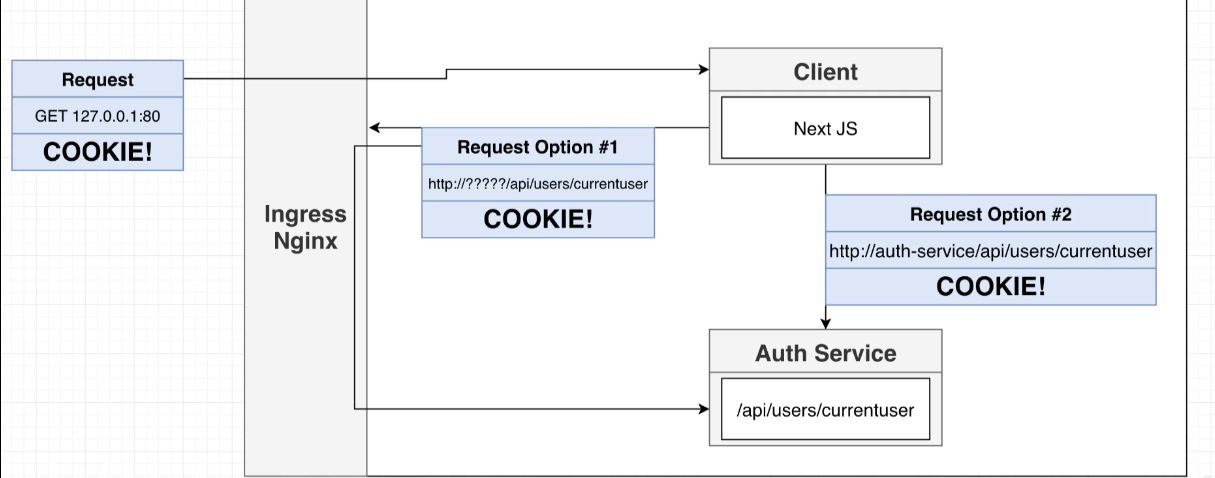 Request
GET 127.0.0.1:80
COOKIE!
Ingress
Nginx
Client
Next JS
Request Option #1
http://?????/api/users/currentuser
COOKIE!
Request Option #2
http://auth-service/api/users/currentuser
COOKIE!
Auth Service
/api/users/currentuser